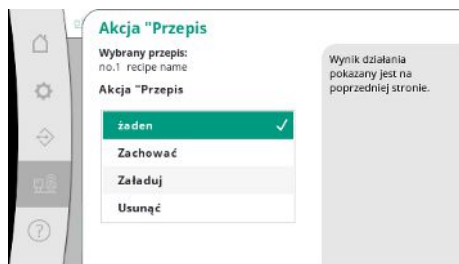 Akcja "Przepis
Wybrany przepis:
no.1 recipe name
Akcja "Przepis
żaden
Zachować
Załaduj
Usunąć
Wynik działania
pokazany jest na
poprzedniej stronie.